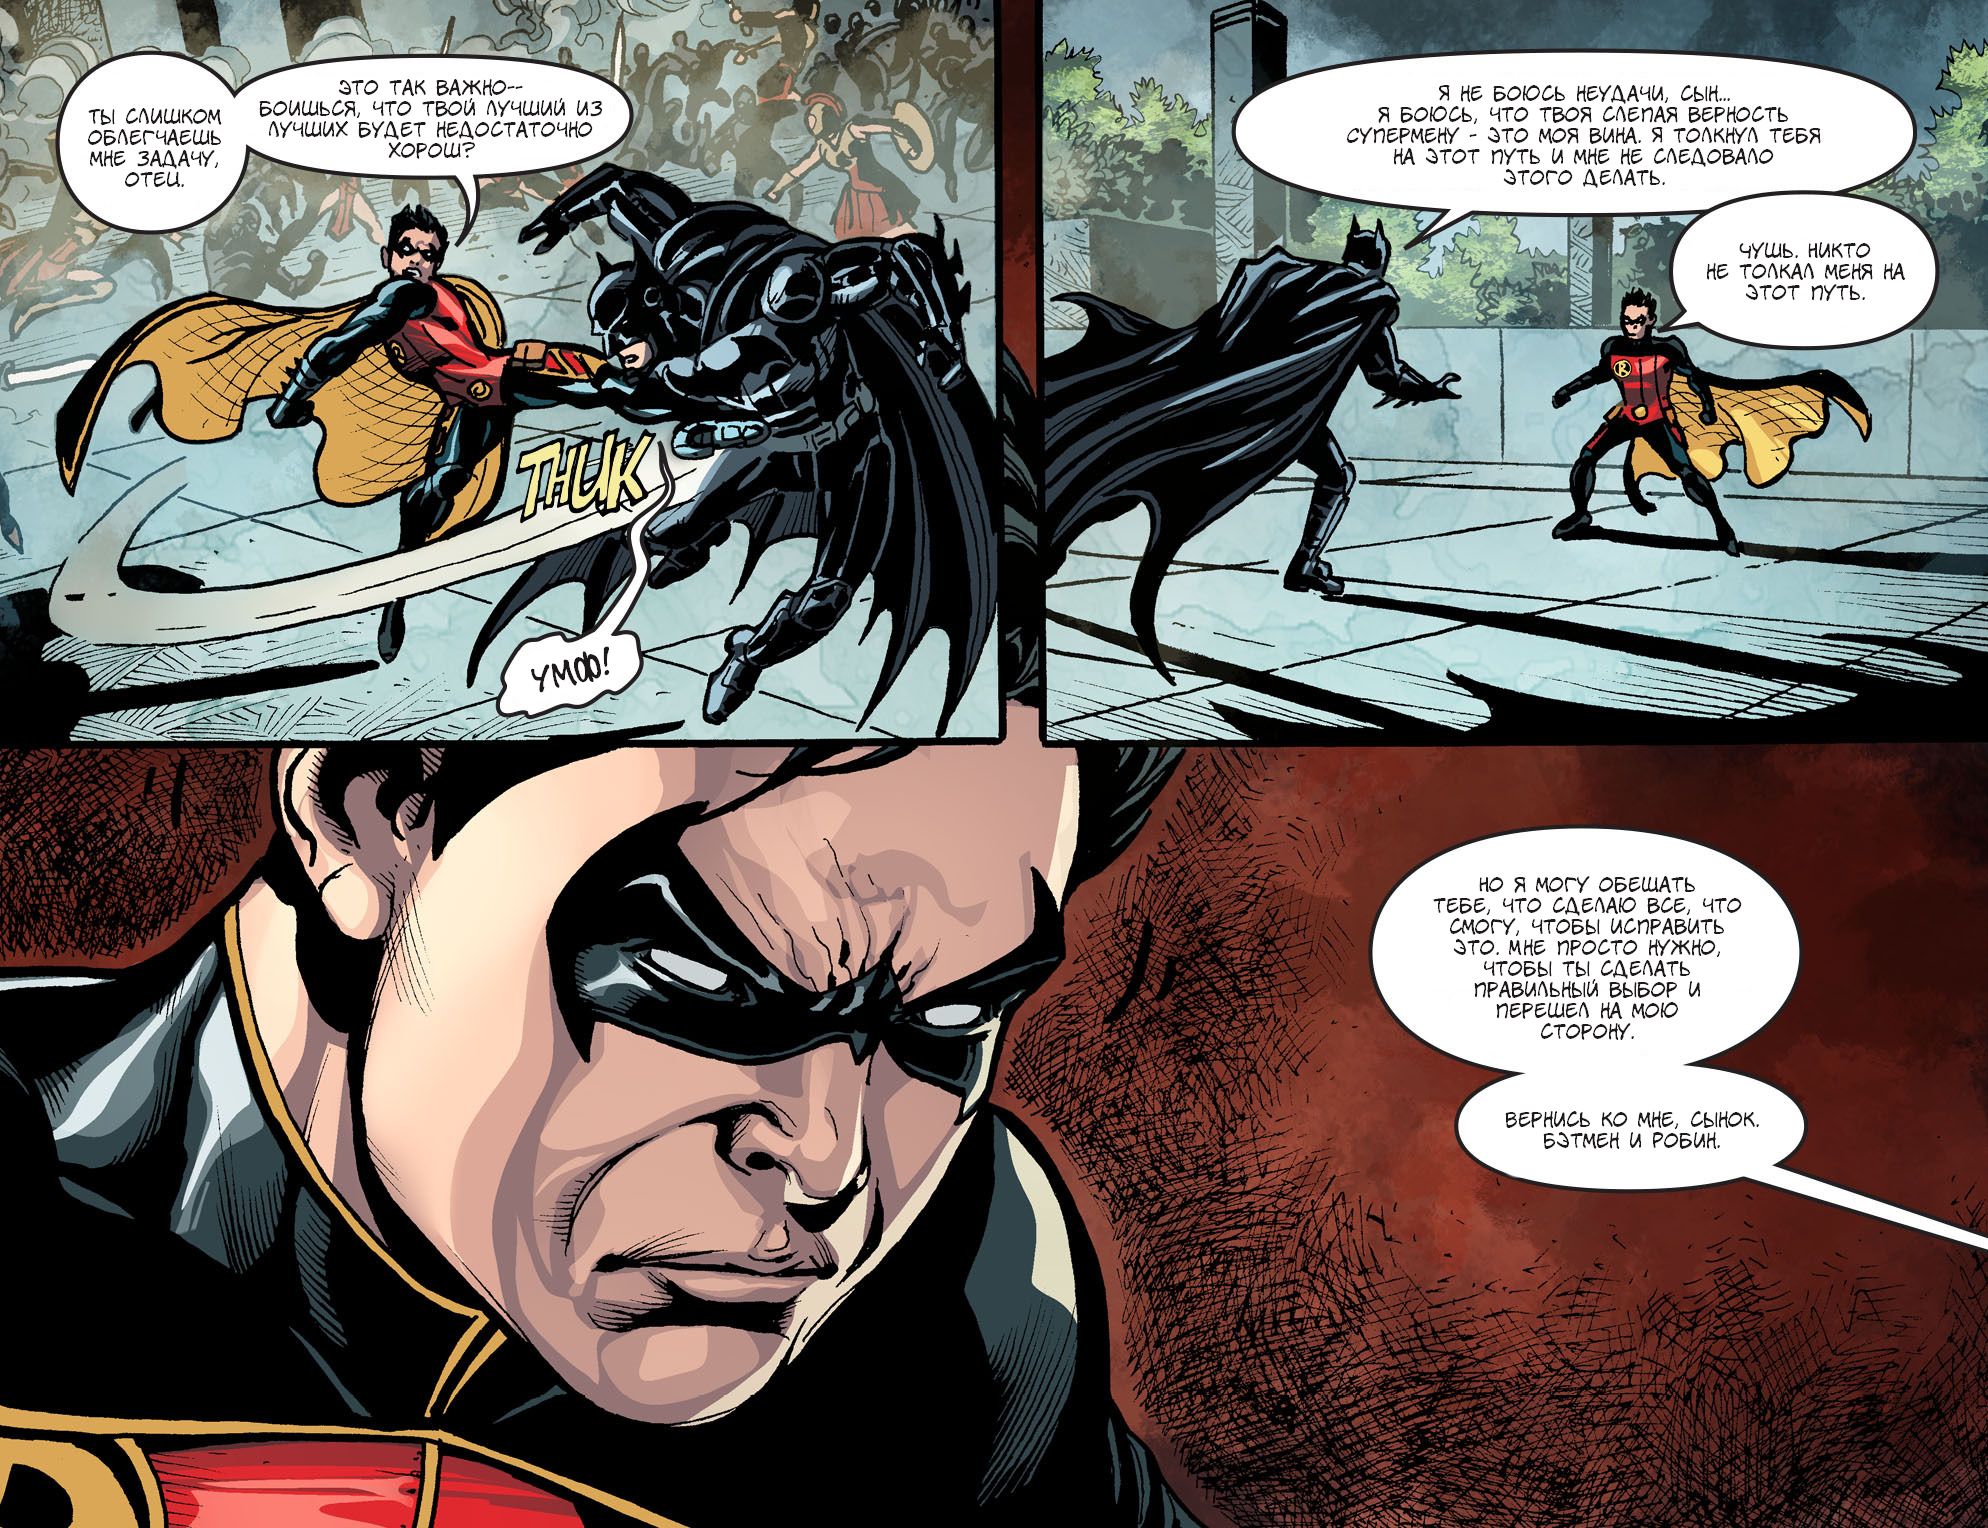 ТЫ СЛИШКОМ
ОБЛЕГЧАЕШЬ
МНЕ ЗАДАЧУ,
ОТЕЦ.
ЭТО ТАК ВАЖНО--
БОИШЬСЯ, ЧТО ТВОЙ ЛУЧШИЙ ИЗ
ЛУЧШИХ БУДЕТ НЕДОСТАТОЧНО
ХОРОШ?
THUK
УМФФ!
Я НЕ БОЮСЬ НЕУДАЧИ, СЫН...
Я БОЮСЬ, ЧТО ТВОЯ СЛЕПАЯ ВЕРНОСТЬ
СУПЕРМЕНУ - ЭТО МОЯ ВИНА. Я ТОЛКНУЛ ТЕБЯ
НА ЭТОТ ПУТЬ И МНЕ НЕ СЛЕДОВАЛО
ЭТОГО ДЕЛАТЬ.
ЧУШЬ. НИКТО
НЕ ТОЛКАЛ МЕНЯ НА
ЭТОТ ПУТЬ.
R
НО Я МОГУ ОБЕЩАТЬ
ТЕБЕ, ЧТО СДЕЛАЮ ВСЕ, ЧТО
СМОГУ, ЧТОБЫ ИСПРАВИТЬ
ЭТО. МНЕ ПРОСТО НУЖНО,
ЧТОБЫ ТЫ СДЕЛАТЬ
ПРАВИЛЬНЫЙ ВЫБОР И
ПЕРЕШЕЛ НА МОЮ
СТОРОНУ.
ВЕРНИСЬ КО МНЕ, СЫНОК.
БЭТМЕН И РОБИН.